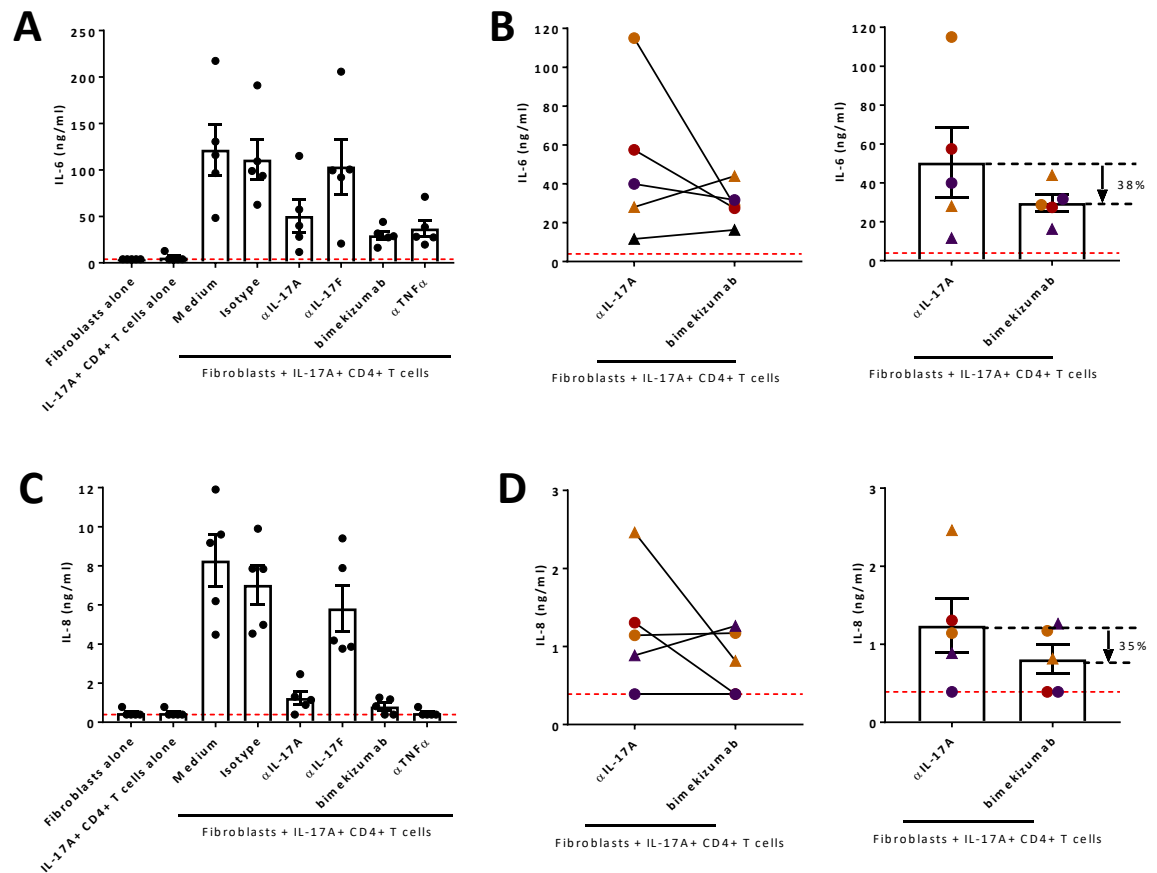 A
IL-6 (ng/ml)
250
200
150
100
50
0
Fibroblasts alone
IL-17A+ CD4+ T cells alone
Medium
Isotype
αIL-17A
αIL-17F
bimekizumab
αTNFα
Fibroblasts + IL-17A+ CD4+ T cells
B
IL-6 (ng/ml)
120
100
80
60
40
20
0
αIL-17A
bimekizumab
Fibroblasts + IL-17A+ CD4+ T cells
IL-6 (ng/ml)
120
100
80
60
40
20
0
38%
αIL-17A
bimekizumab
Fibroblasts + IL-17A+ CD4+ T cells
C
IL-8 (ng/ml)
12
10
8
6
4
2
0
Fibroblasts alone
IL-17A+ CD4+ T cells alone
Medium
Isotype
αIL-17A
αIL-17F
bimekizumab
αTNFα
Fibroblasts + IL-17A+ CD4+ T cells
D
IL-8 (ng/ml)
3
2
1
0
αIL-17A
bimekizumab
Fibroblasts + IL-17A+ CD4+ T cells
IL-8 (ng/ml)
3
2
1
0
35%
αIL-17A
bimekizumab
Fibroblasts + IL-17A+ CD4+ T cells